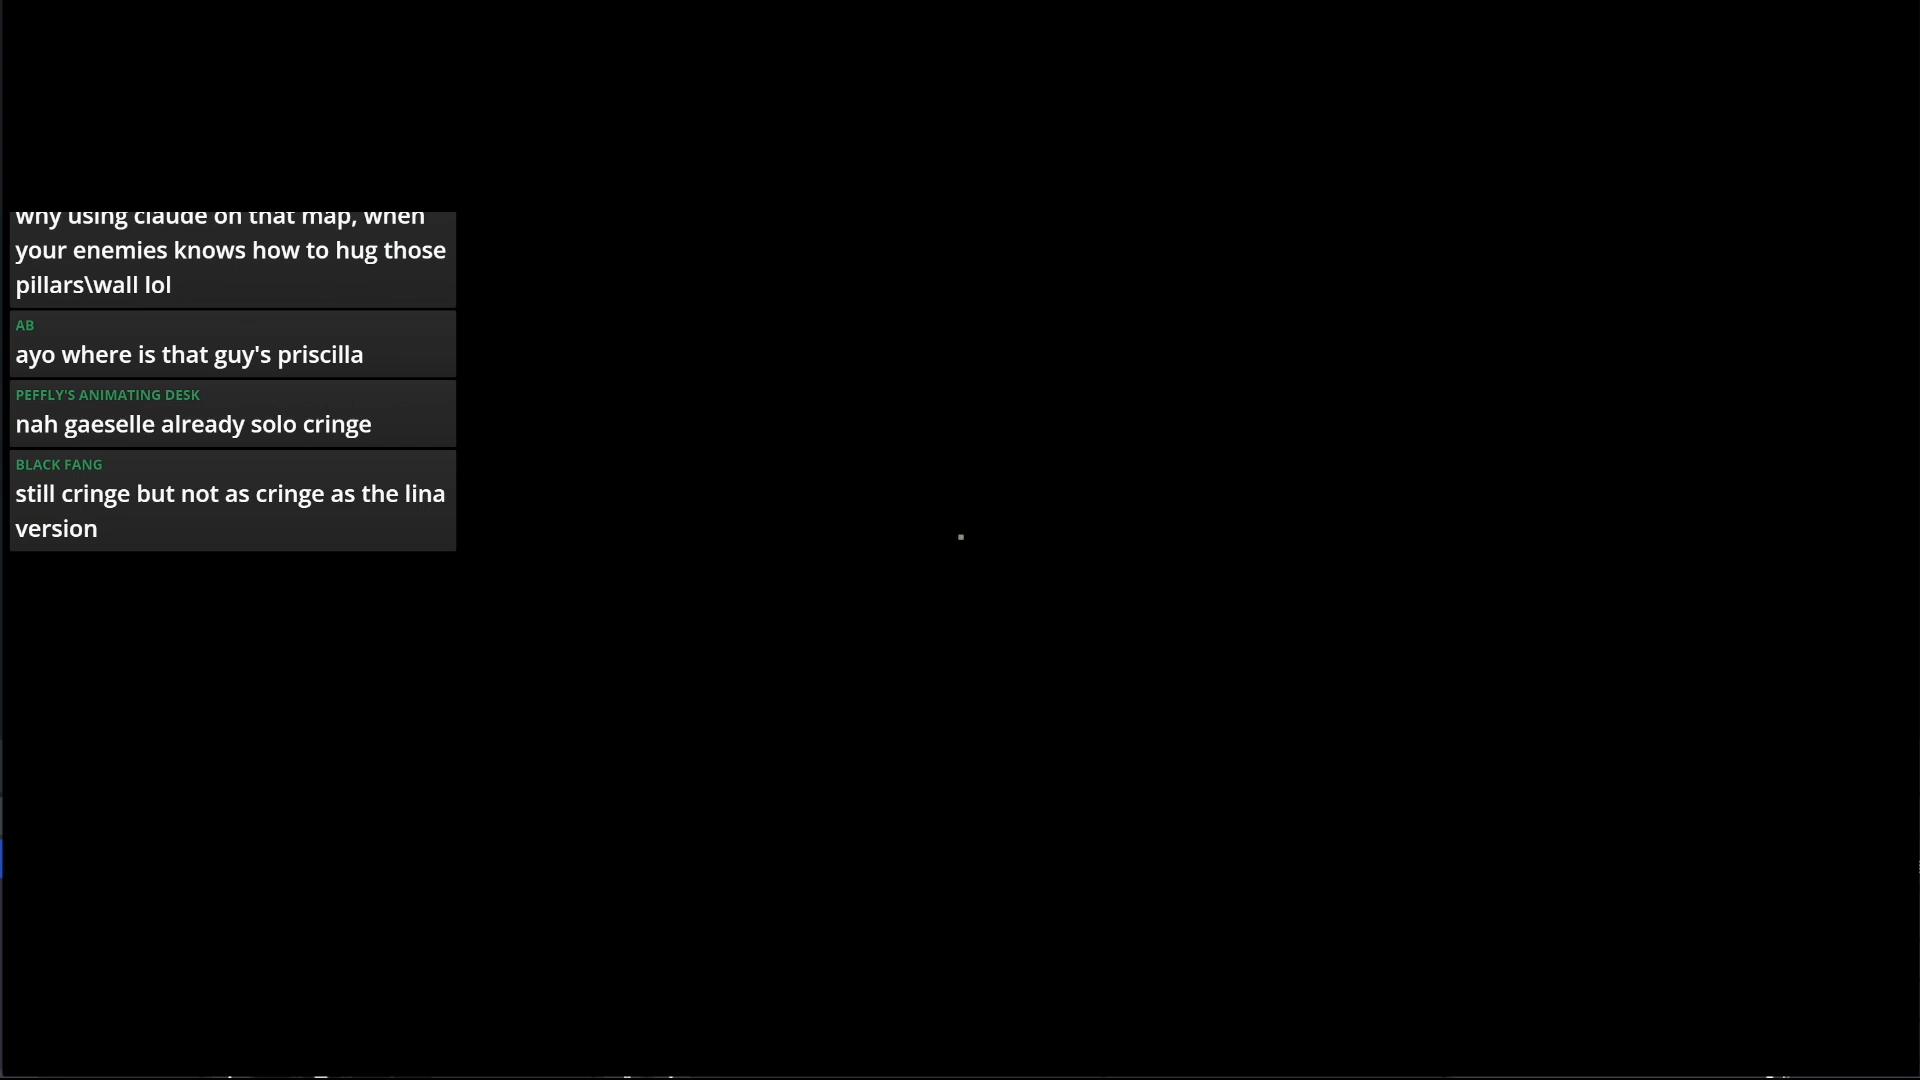 why using claude on that map, when
your enemies knows how to hug those
pillars\wall lol
AB
ayo where is that guy's priscilla
PEFFLY'S ANIMATING DESK
nah gaeselle already solo cringe
BLACK FANG
still cringe but not as cringe as the lina
version